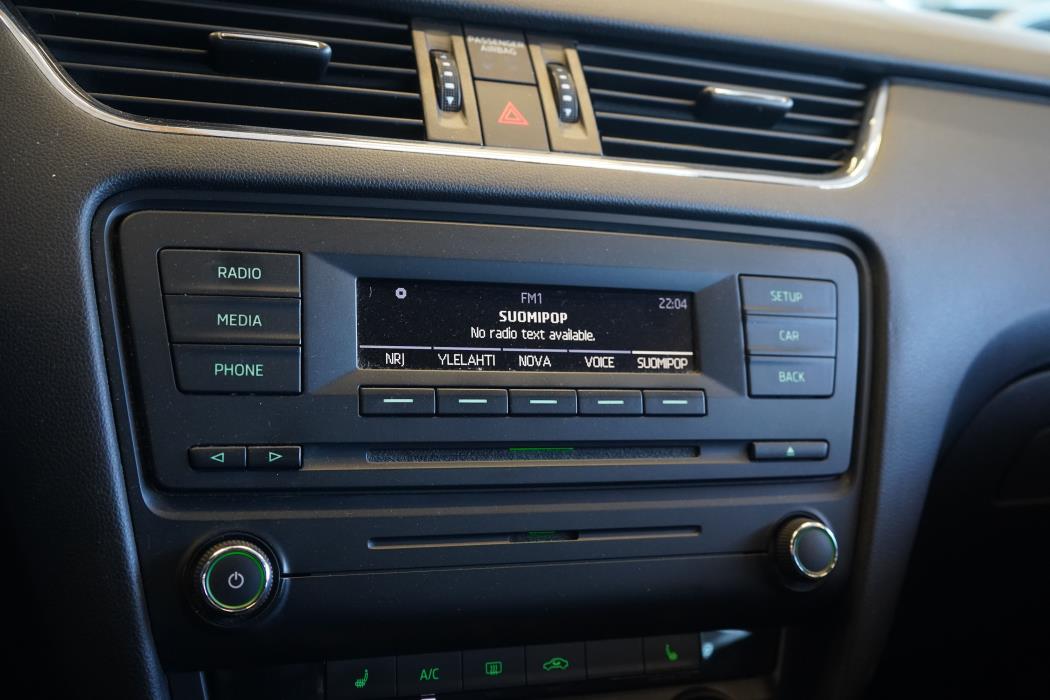 PASSENGER
AIRBAG
RADIO
MEDIA
PHONE
FM1
22:04
SUOMIPOP
No radio text available.
NRJ YLELAHTI NOVA VOICE SUOMIPOP
SETUP
CAR
BACK
A/C